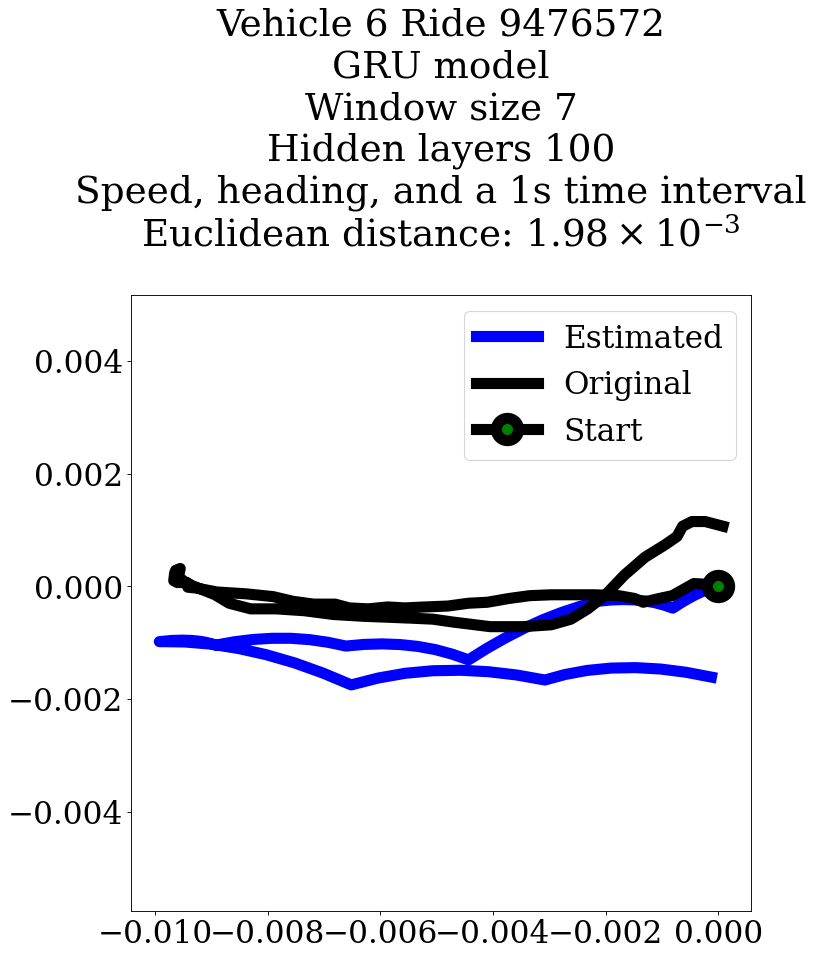 Vehicle 6 Ride 9476572
GRU model
Window size 7
Hidden layers 100
Speed, heading, and a 1s time interval
Euclidean distance: 1.98 × 10⁻³
Estimated
Original
Start
0.004
0.002
0.000
−0.002
−0.004
−0.010 −0.008 −0.006 −0.004 −0.002 0.000